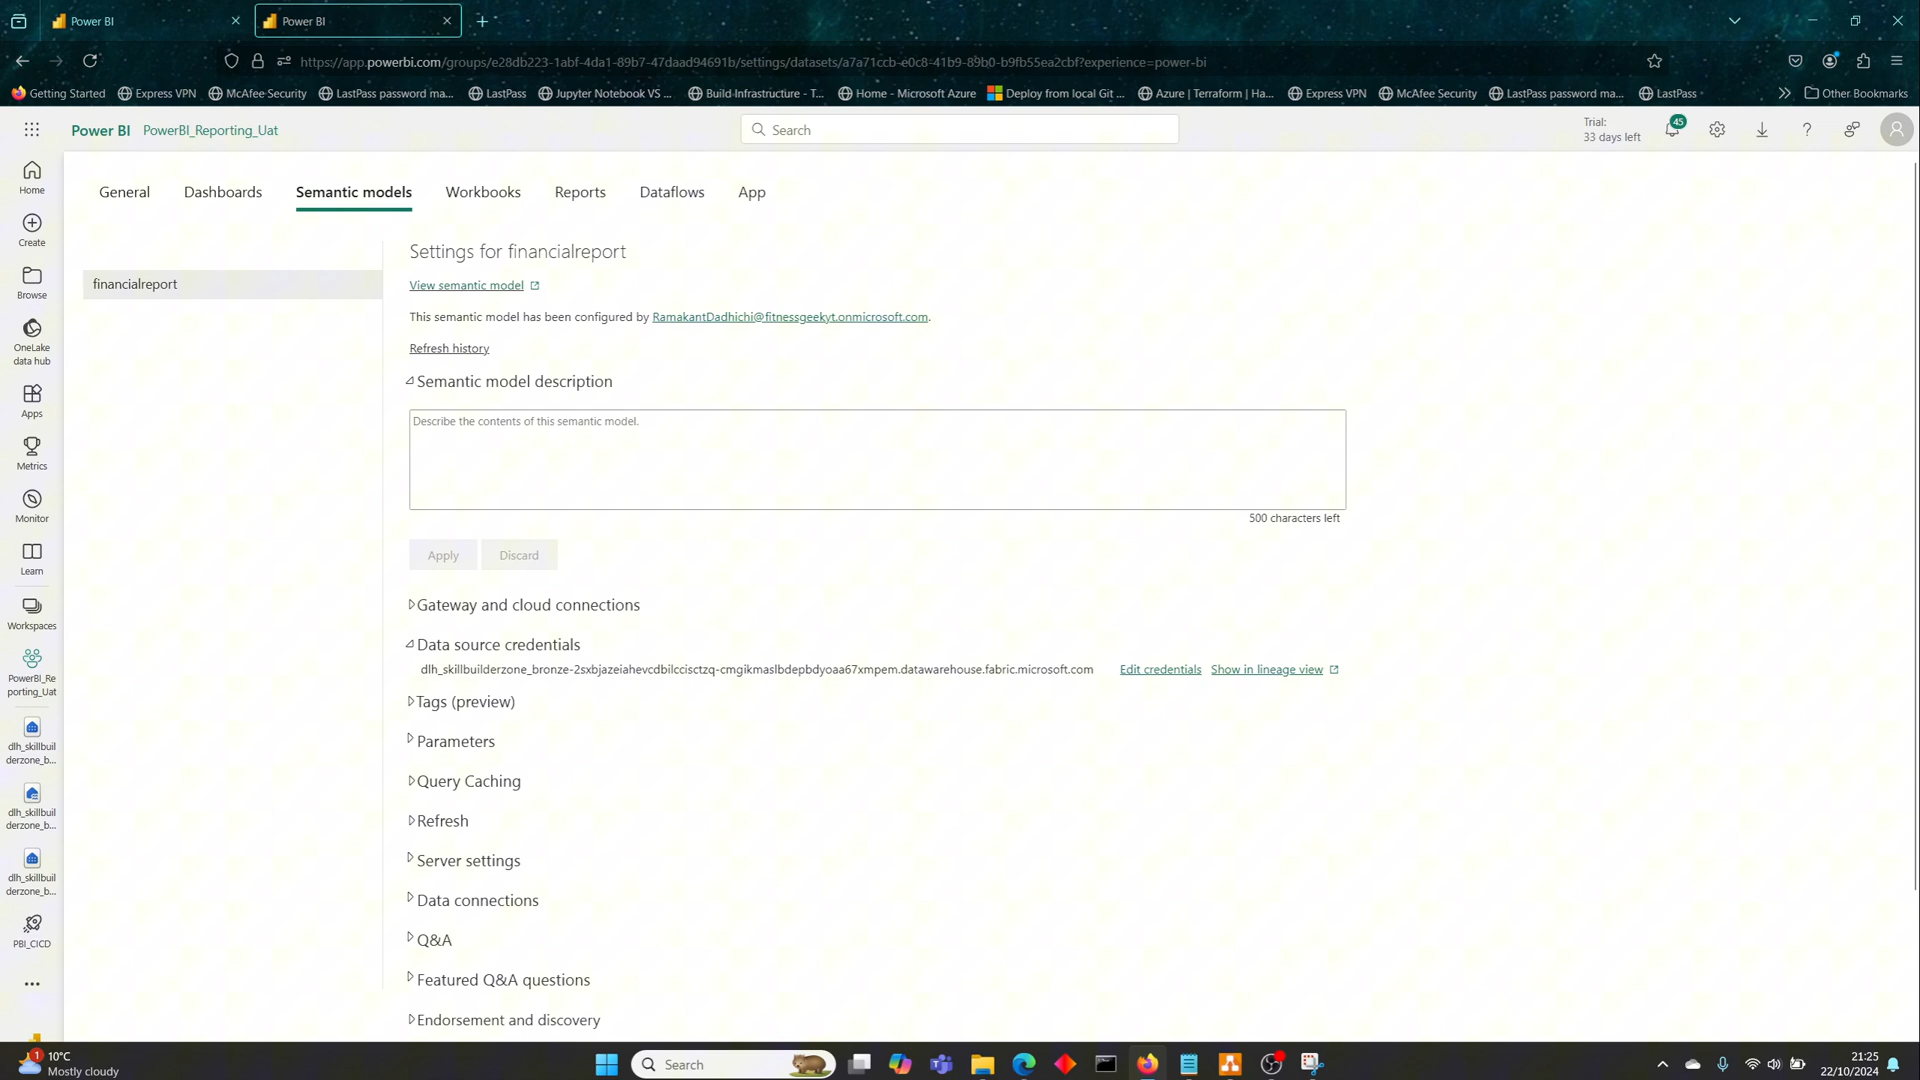 Power BI
Power BI
https://app.powerbi.com/groups/e28db223-1abf-4da1-89b7-47daad94691b/settings/datasets/a7a71ccb-e0c8-41b9-89b0-b9fb55ea2cbf?experience=power-bi
Getting Started
Express VPN
McAfee Security
LastPass password ma...
LastPass
Jupyter Notebook VS ...
Build-Infrastructure - T...
Home - Microsoft Azure
Deploy from local Git ...
Azure | Terraform | Ha...
Express VPN
McAfee Security
LastPass password ma...
LastPass
Other Bookmarks
Power BI
PowerBI_Reporting_Uat
Search
Trial:
33 days left
45
General
Dashboards
Semantic models
Workbooks
Reports
Dataflows
App
Home
Create
Browse
OneLake
data hub
Apps
Metrics
Monitor
Learn
Workspaces
PowerBI_Re
porting_Uat
dlh_skillbuil
derzone_b...
dlh_skillbuil
derzone_b...
dlh_skillbuil
derzone_b...
PBI_CICD
financialreport
Settings for financialreport
View semantic model
This semantic model has been configured by RamakantDadhichi@fitnessgeekyt.onmicrosoft.com.
Refresh history
Semantic model description
Describe the contents of this semantic model.
500 characters left
Apply
Discard
Gateway and cloud connections
Data source credentials
dlh_skillbuilderzone_bronze-2sxbjazeiahevcdbilccisctzq-cmgikmaslbdepbdyoaa67xmpem.datawarehouse.fabric.microsoft.com
Edit credentials
Show in lineage view
Tags (preview)
Parameters
Query Caching
Refresh
Server settings
Data connections
Q&A
Featured Q&A questions
Endorsement and discovery
1
10°C
Mostly cloudy
Search
21:25
22/10/2024